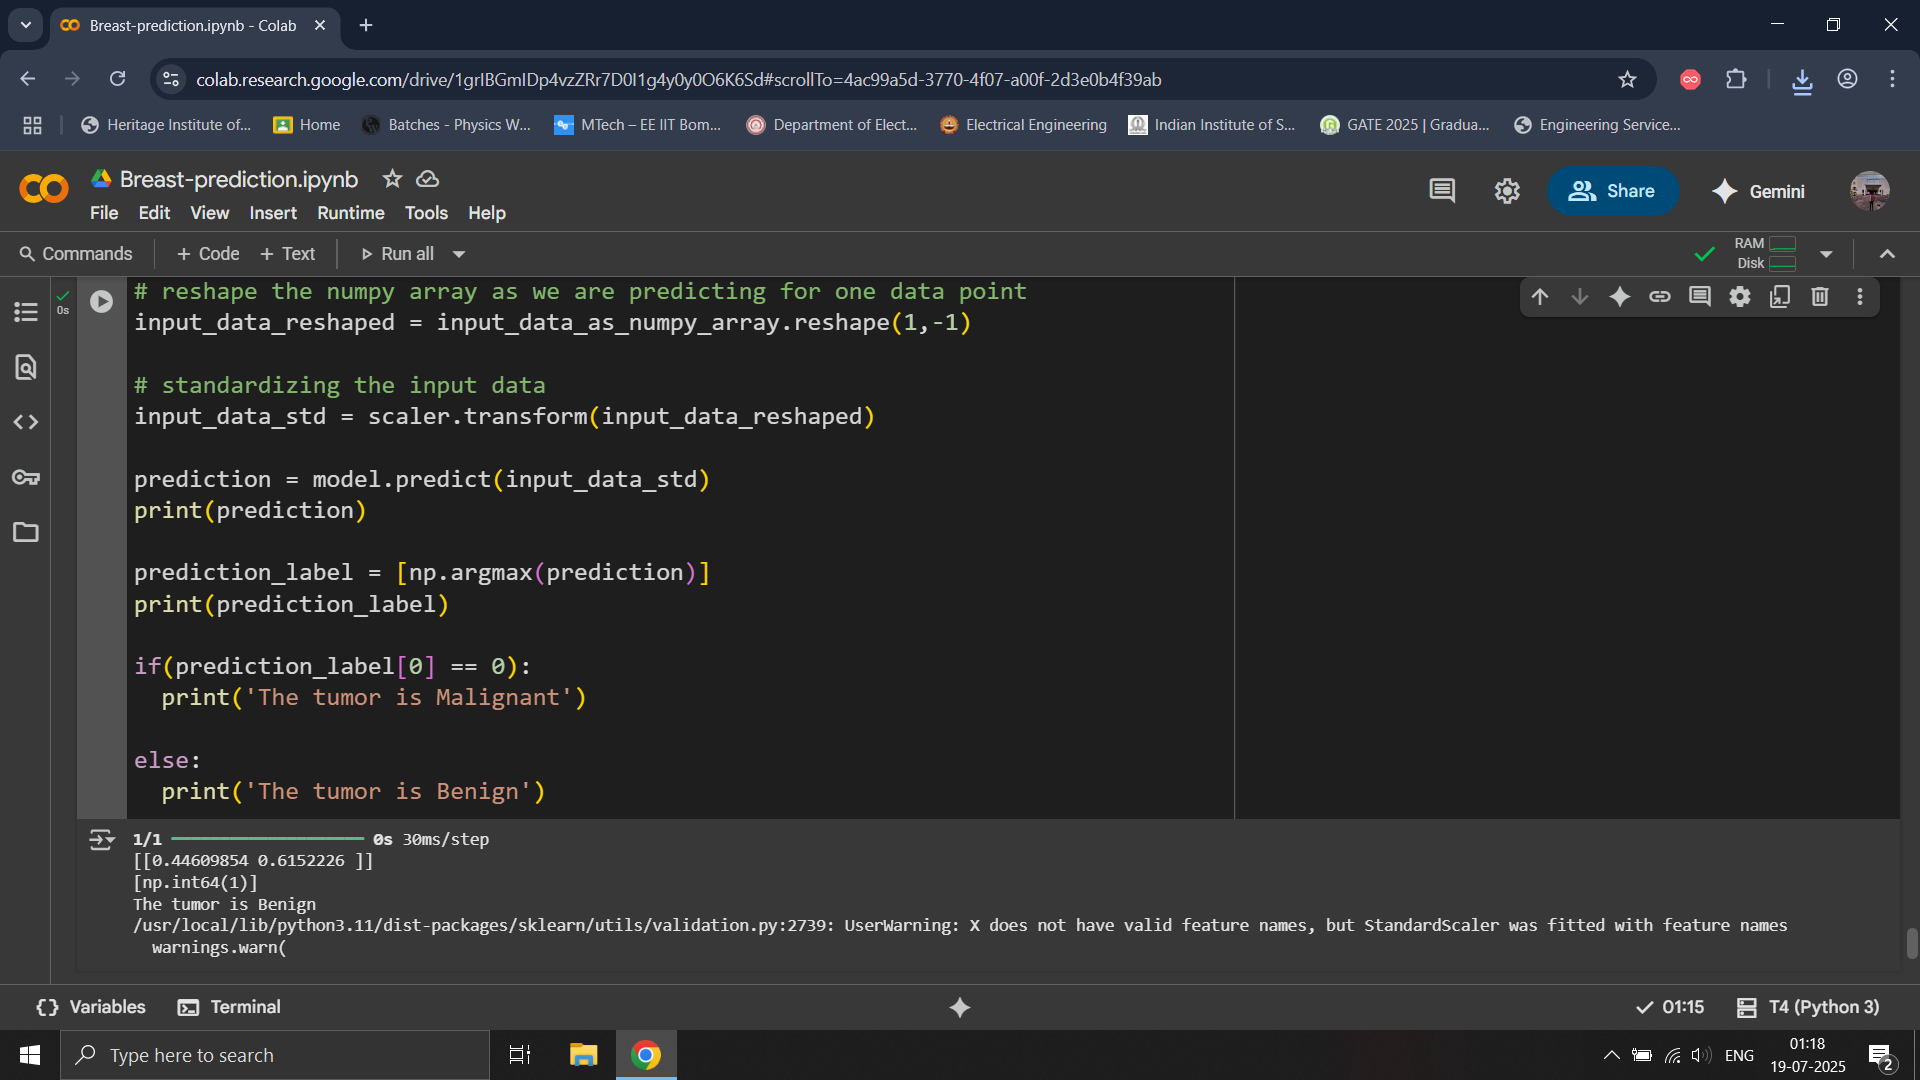 Breast-prediction.ipynb - Colab
colab.research.google.com/drive/1grIBGmIDp4vzZRr7D0I1g4y0y0O6K6Sd#scrollTo=4ac99a5d-3770-4f07-a00f-2d3e0b4f39ab
Heritage Institute of... Home Batches - Physics W... MTech – EE IIT Bom... Department of Elect... Electrical Engineering Indian Institute of S... GATE 2025 | Gradua... Engineering Service...
Breast-prediction.ipynb
File Edit View Insert Runtime Tools Help
Share Gemini
Commands + Code + Text Run all
RAM
Disk
0s
# reshape the numpy array as we are predicting for one data point
input_data_reshaped = input_data_as_numpy_array.reshape(1,-1)
# standardizing the input data
input_data_std = scaler.transform(input_data_reshaped)
prediction = model.predict(input_data_std)
print(prediction)
prediction_label = [np.argmax(prediction)]
print(prediction_label)
if(prediction_label[0] == 0):
print('The tumor is Malignant')
else:
print('The tumor is Benign')
1/1 0s 30ms/step
[[0.44609854 0.6152226 ]]
[np.int64(1)]
The tumor is Benign
/usr/local/lib/python3.11/dist-packages/sklearn/utils/validation.py:2739: UserWarning: X does not have valid feature names, but StandardScaler was fitted with feature names
warnings.warn(
{} Variables Terminal
01:15 T4 (Python 3)
Type here to search
ENG
01:18
19-07-2025
2